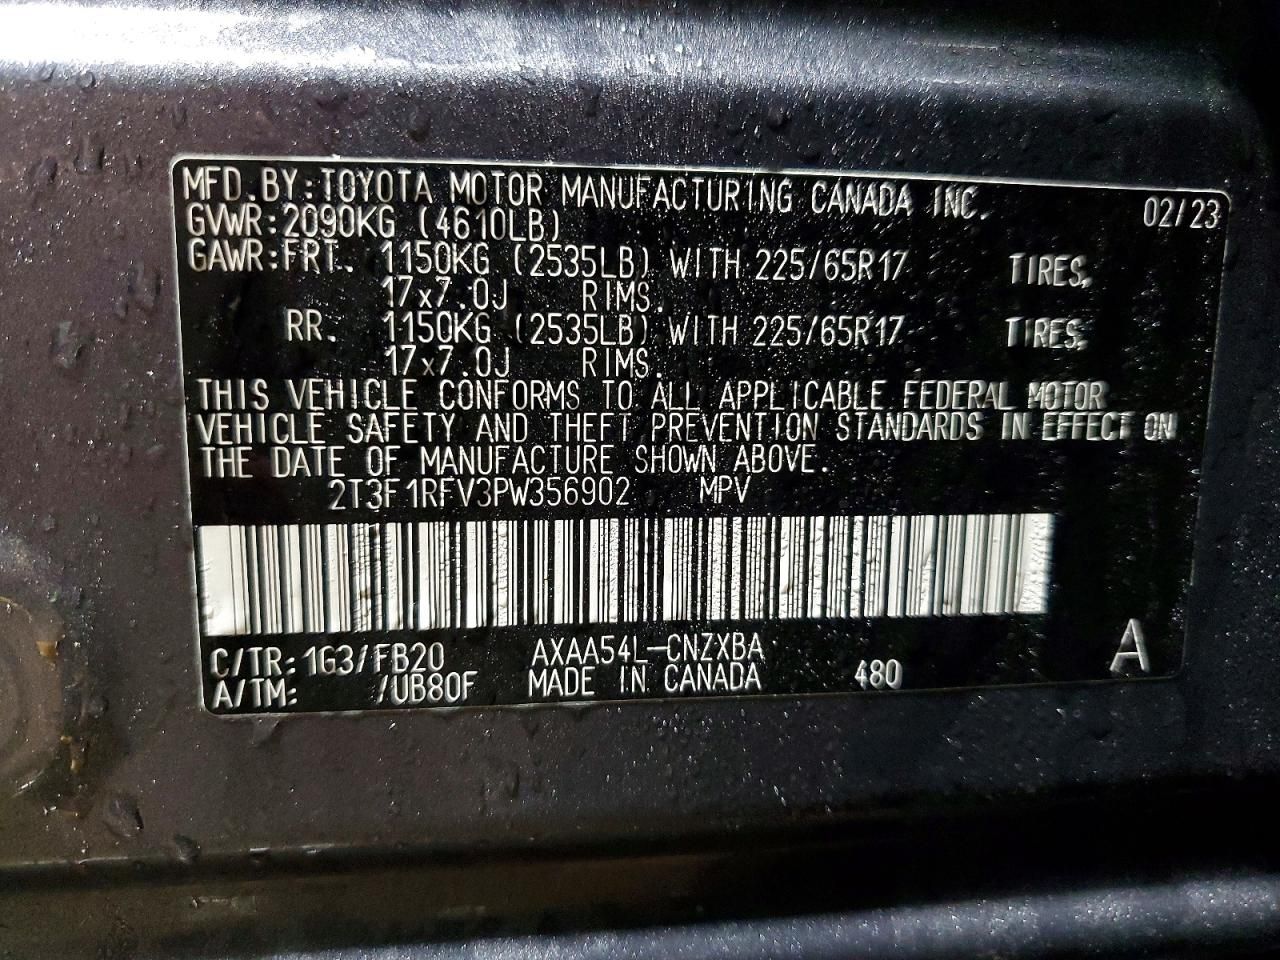 MFD. BY: TOYOTA MOTOR MANUFACTURING CANADA INC. 02/23
GVWR: 2090KG (4610LB)
GAWR: FRT. 1150KG (2535LB) WITH 225/65R17 TIRES,
17x7.0J RIMS.
RR. 1150KG (2535LB) WITH 225/65R17 TIRES,
17x7.0J RIMS.
THIS VEHICLE CONFORMS TO ALL APPLICABLE FEDERAL MOTOR
VEHICLE SAFETY AND THEFT PREVENTION STANDARDS IN EFFECT ON
THE DATE OF MANUFACTURE SHOWN ABOVE.
2T3F1RFV3PW356902 MPV
C/TR: 1G3/FB20 AXAA54L-CNZXBA A
A/TM: /UB80F MADE IN CANADA 480